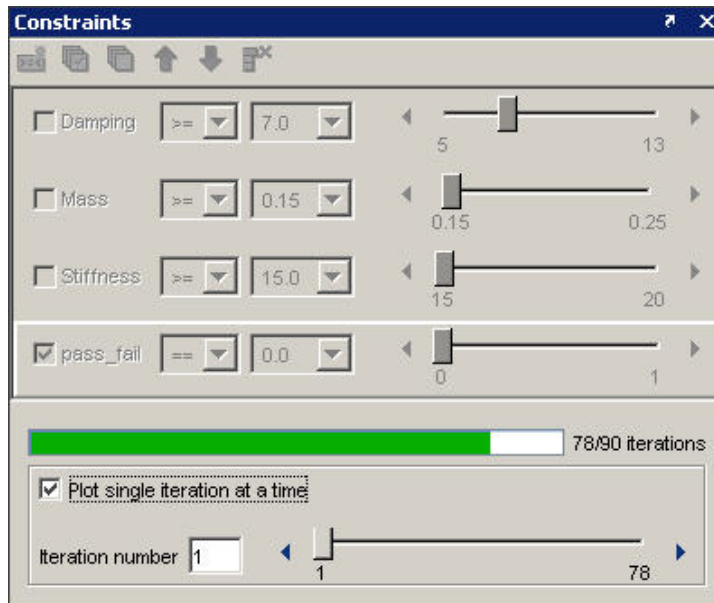 Constraints
Damping >= 7.0
5 13
Mass >= 0.15
0.15 0.25
Stiffness >= 15.0
15 20
pass_fail == 0.0
0 1
78/90 iterations
Plot single iteration at a time
Iteration number 1
1 78